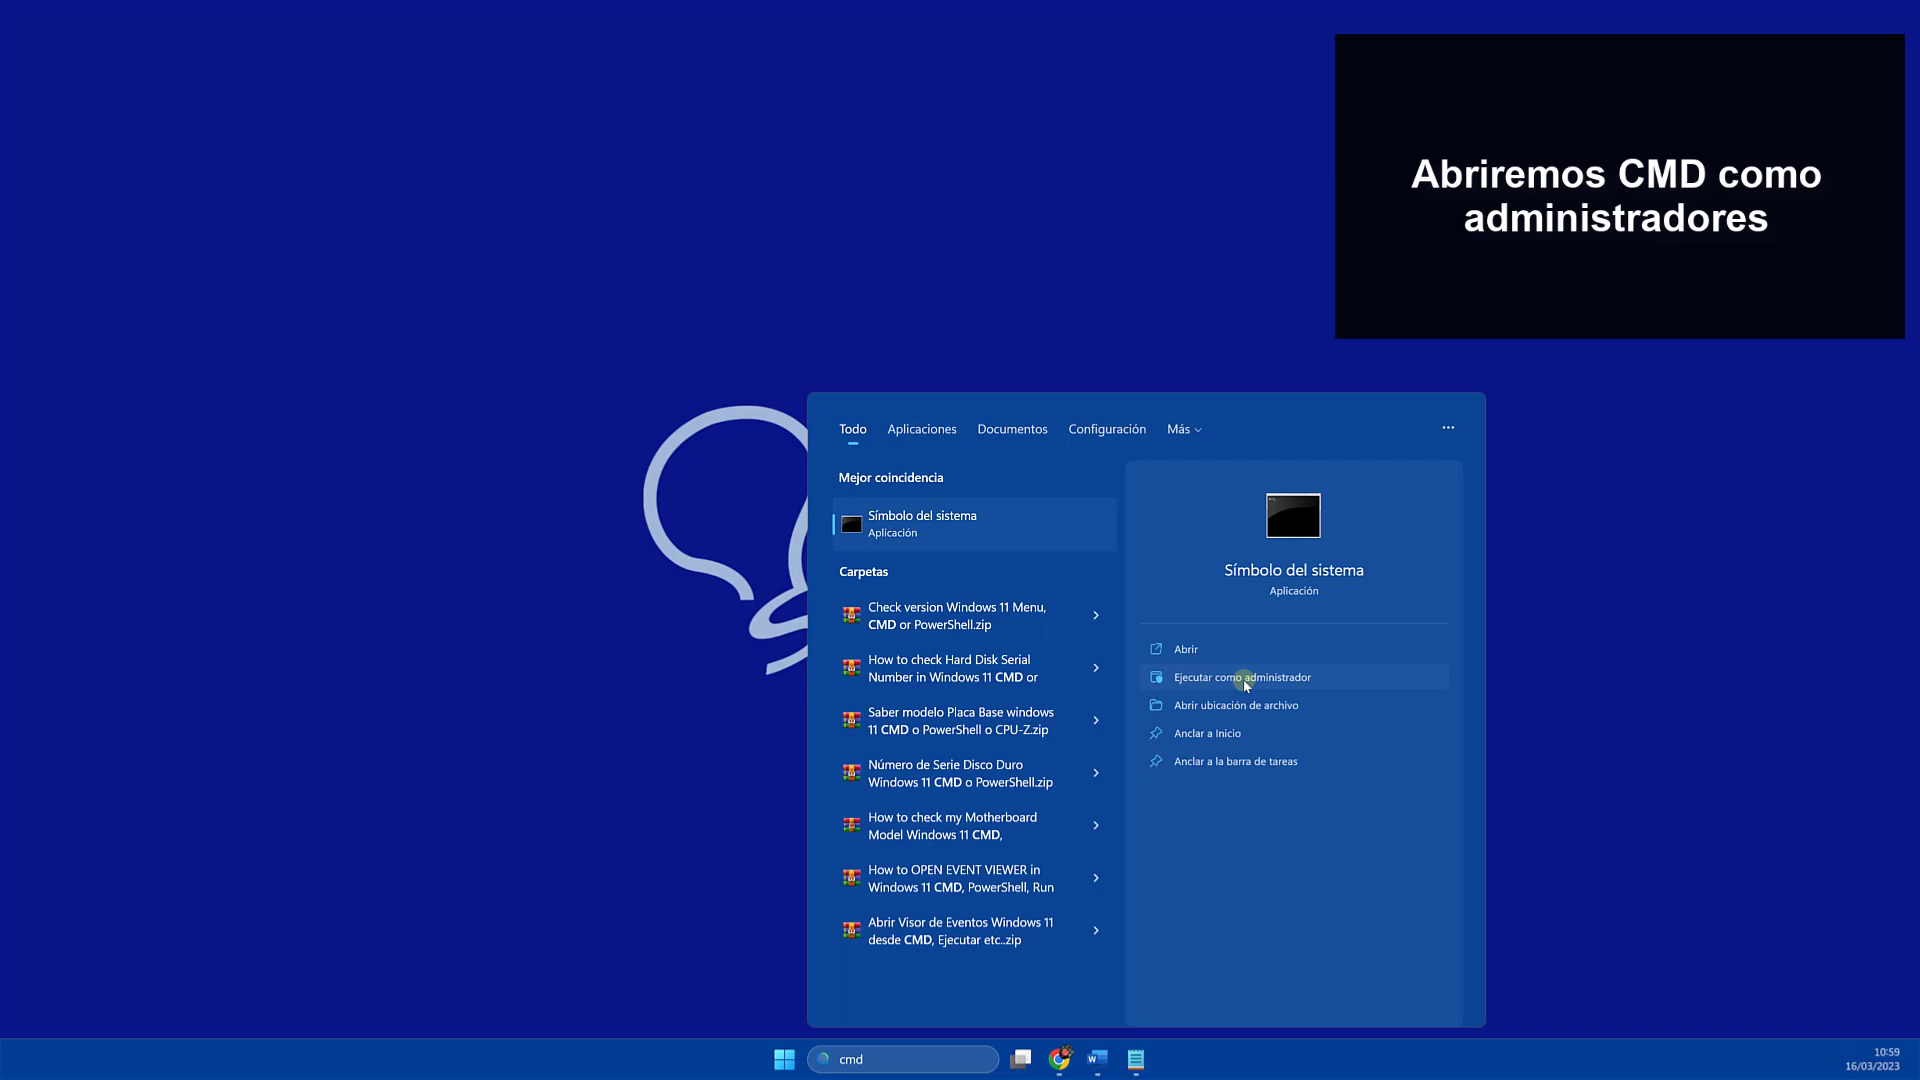 Abriremos CMD como
administradores
Todo Aplicaciones Documentos Configuración Más
Mejor coincidencia
Símbolo del sistema
Aplicación
Carpetas
Check version Windows 11 Menu,
CMD or PowerShell.zip
How to check Hard Disk Serial
Number in Windows 11 CMD or
Saber modelo Placa Base windows
11 CMD o PowerShell o CPU-Z.zip
Número de Serie Disco Duro
Windows 11 CMD o PowerShell.zip
How to check my Motherboard
Model Windows 11 CMD,
How to OPEN EVENT VIEWER in
Windows 11 CMD, PowerShell, Run
Abrir Visor de Eventos Windows 11
desde CMD, Ejecutar etc..zip
Símbolo del sistema
Aplicación
Abrir
Ejecutar como administrador
Abrir ubicación de archivo
Anclar a Inicio
Anclar a la barra de tareas
cmd
10:59
16/03/2023